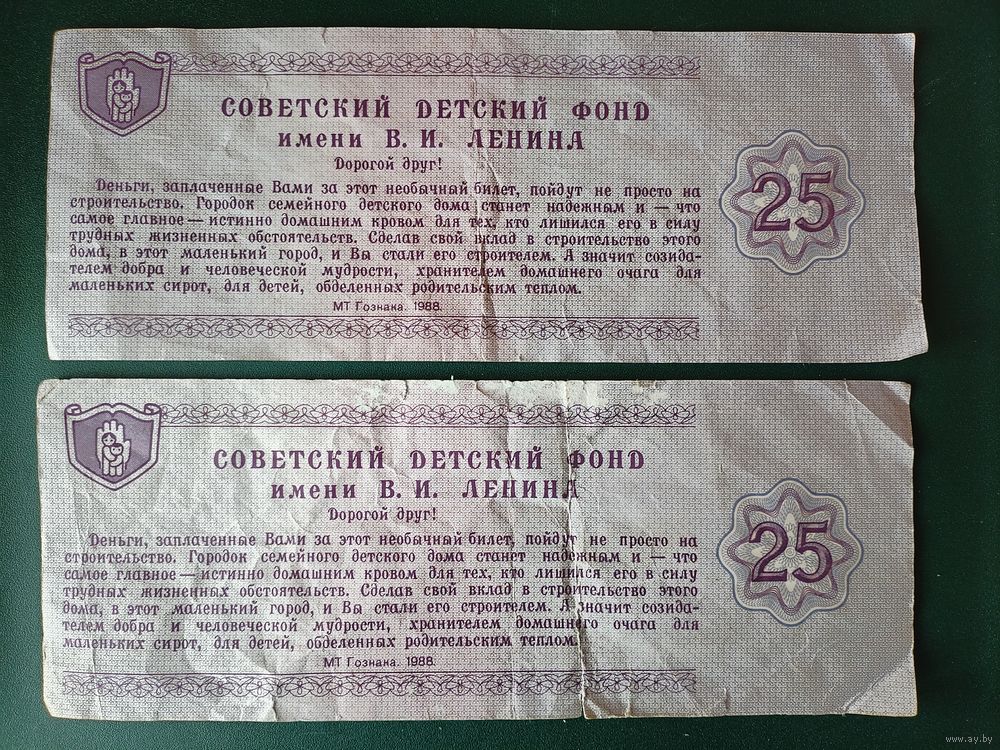 СОВЕТСКИЙ ДЕТСКИЙ ФОНД
имени В. И. ЛЕНИНА
Дорогой друг!
Деньги, заплаченные Вами за этот необычный билет, пойдут не просто на
строительство. Городок семейного детского дома станет надежным и — что
самое главное — истинно домашним кровом для тех, кто лишился его в силу
трудных жизненных обстоятельств. Сделав свой вклад в строительство этого
дома, в этот маленький город, и Вы стали его строителем. А значит созида-
телем добра и человеческой мудрости, хранителем домашнего очага для
маленьких сирот, для детей, обделенных родительским теплом.
МТ Гознака. 1988.
25
СОВЕТСКИЙ ДЕТСКИЙ ФОНД
имени В. И. ЛЕНИНА
Дорогой друг!
Деньги, заплаченные Вами за этот необычный билет, пойдут не просто на
строительство. Городок семейного детского дома станет надежным и — что
самое главное — истинно домашним кровом для тех, кто лишился его в силу
трудных жизненных обстоятельств. Сделав свой вклад в строительство этого
дома, в этот маленький город, и Вы стали его строителем. А значит созида-
телем добра и человеческой мудрости, хранителем домашнего очага для
маленьких сирот, для детей, обделенных родительским теплом.
МТ Гознака. 1988.
25
www.ay.by